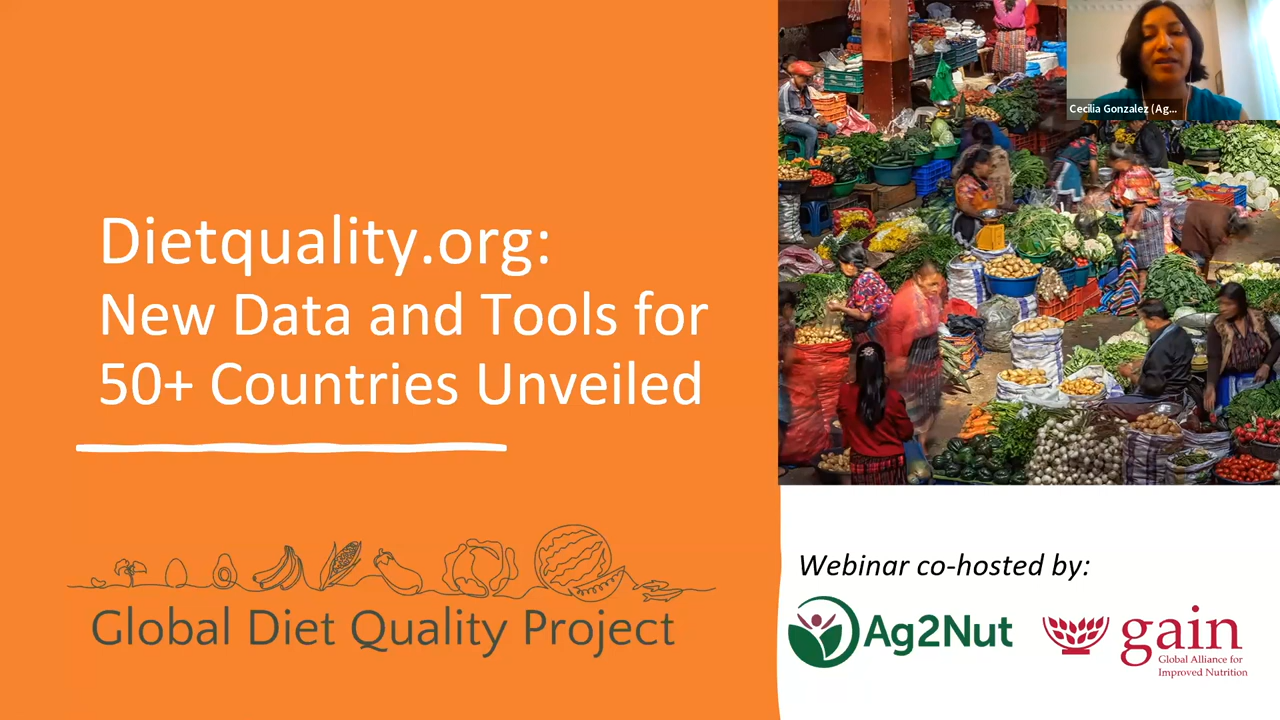 Dietquality.org:
New Data and Tools for
50+ Countries Unveiled
Global Diet Quality Project
Cecilia Gonzalez (Ag...
Webinar co-hosted by:
Ag2Nut
gain
Global Alliance for
Improved Nutrition